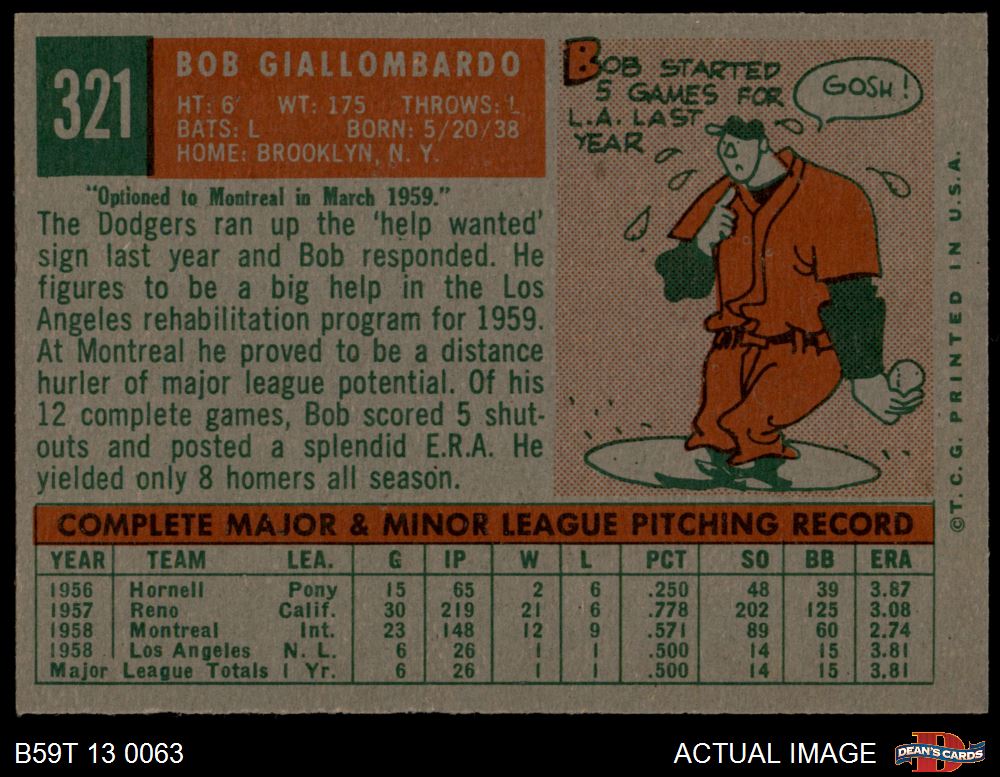 321
BOB GIALLOMBARDO
HT: 6' WT: 175 THROWS: L
BATS: L BORN: 5/20/38
HOME: BROOKLYN, N. Y.
"Optioned to Montreal in March 1959."
The Dodgers ran up the 'help wanted'
sign last year and Bob responded. He
figures to be a big help in the Los
Angeles rehabilitation program for 1959.
At Montreal he proved to be a distance
hurler of major league potential. Of his
12 complete games, Bob scored 5 shut-
outs and posted a splendid E.R.A. He
yielded only 8 homers all season.
BOB STARTED
5 GAMES FOR
L.A. LAST
YEAR
GOSH!
©T. C. G. PRINTED IN U.S.A.
COMPLETE MAJOR & MINOR LEAGUE PITCHING RECORD
YEAR TEAM LEA. G IP W L PCT SO BB ERA
1956 Hornell Pony 15 65 2 6 .250 48 39 3.87
1957 Reno Calif. 30 219 21 6 .778 202 125 3.08
1958 Montreal Int. 23 148 12 9 .571 89 60 2.74
1958 Los Angeles N. L. 6 26 1 1 .500 14 15 3.81
Major League Totals 1 Yr. 6 26 1 1 .500 14 15 3.81
B59T 13 0063
ACTUAL IMAGE
DEAN'S CARDS